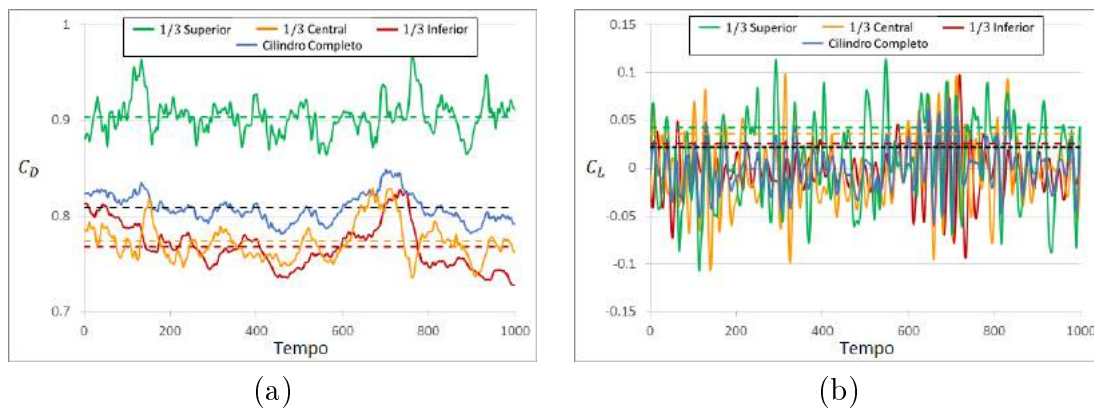 1/3 Superior 1/3 Central 1/3 Inferior
Cilindro Completo
1
0.9
C_D
0.8
0.7
0 200 400 600 800 1000
Tempo
(a)
1/3 Superior 1/3 Central 1/3 Inferior
Cilindro Completo
0.15
0.1
0.05
C_L
0
-0.05
-0.1
-0.15
0 200 400 600 800 1000
Tempo
(b)